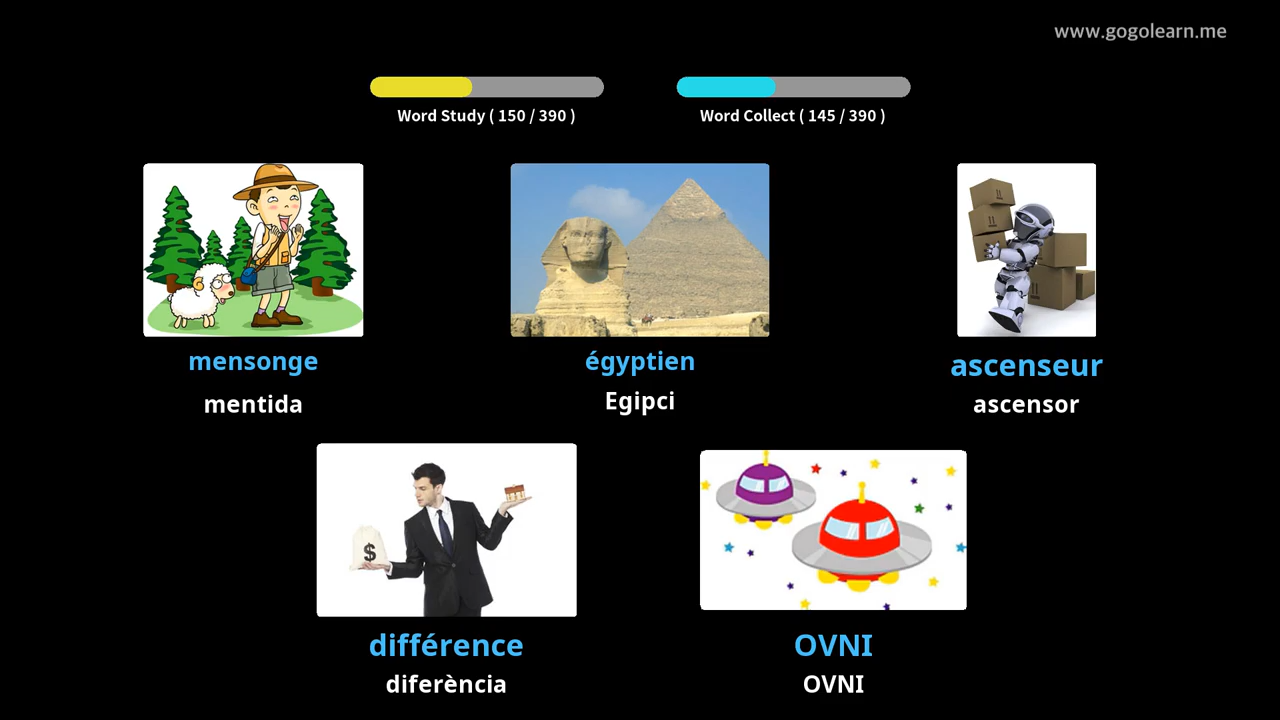 www.gogolearn.me
Word Study ( 150 / 390 )
Word Collect ( 145 / 390 )
mensonge
mentida
égyptien
Egipci
ascenseur
ascensor
$
différence
diferència
OVNI
OVNI